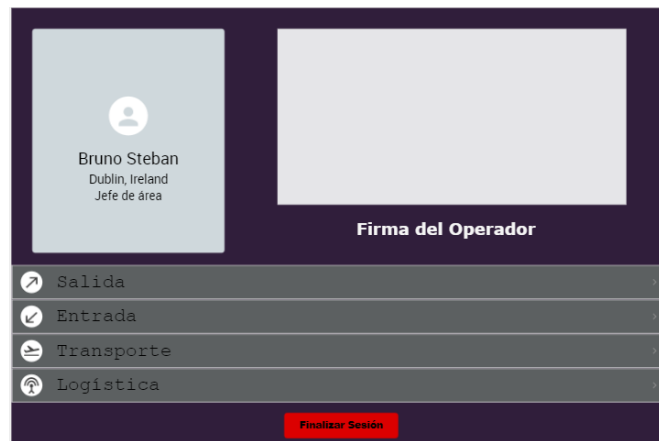 Bruno Steban
Dublin, Ireland
Jefe de área
Firma del Operador
Salida
Entrada
Transporte
Logística
Finalizar Sesión